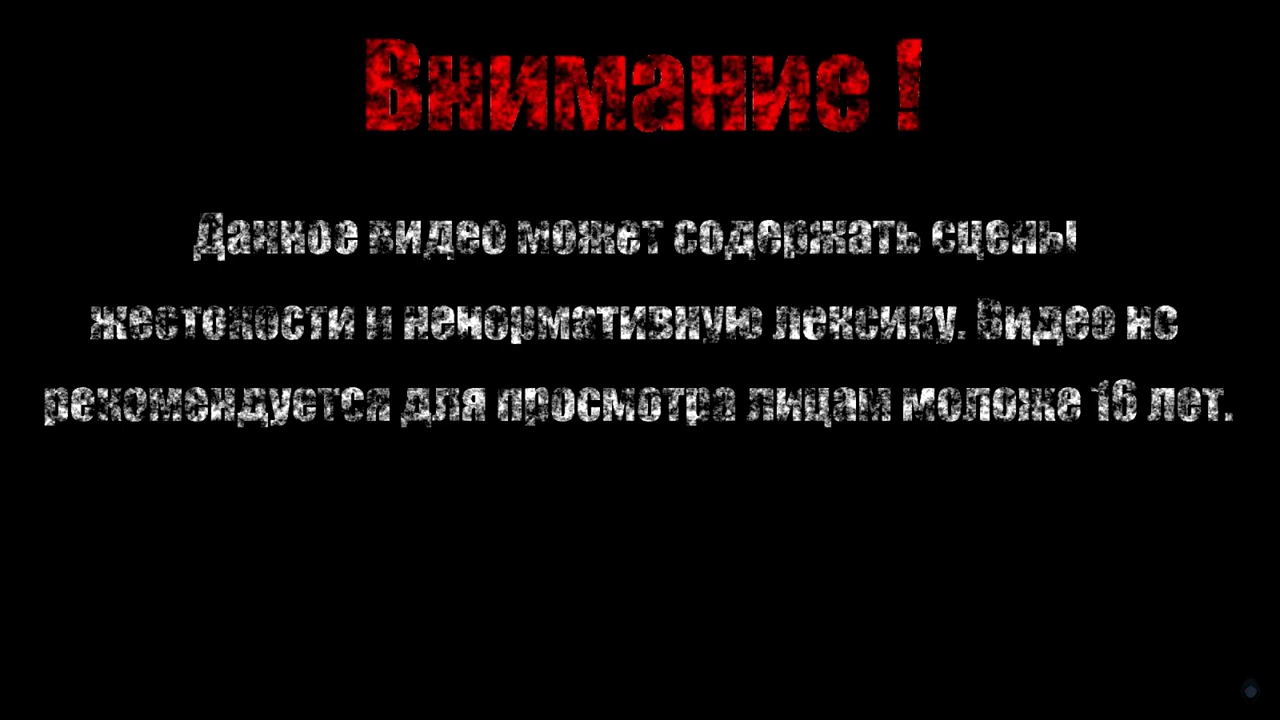 Внимание !
Данное видео может содержать сцены
жестокости и ненормативную лексику. Видео не
рекомендуется для просмотра лицам моложе 16 лет.